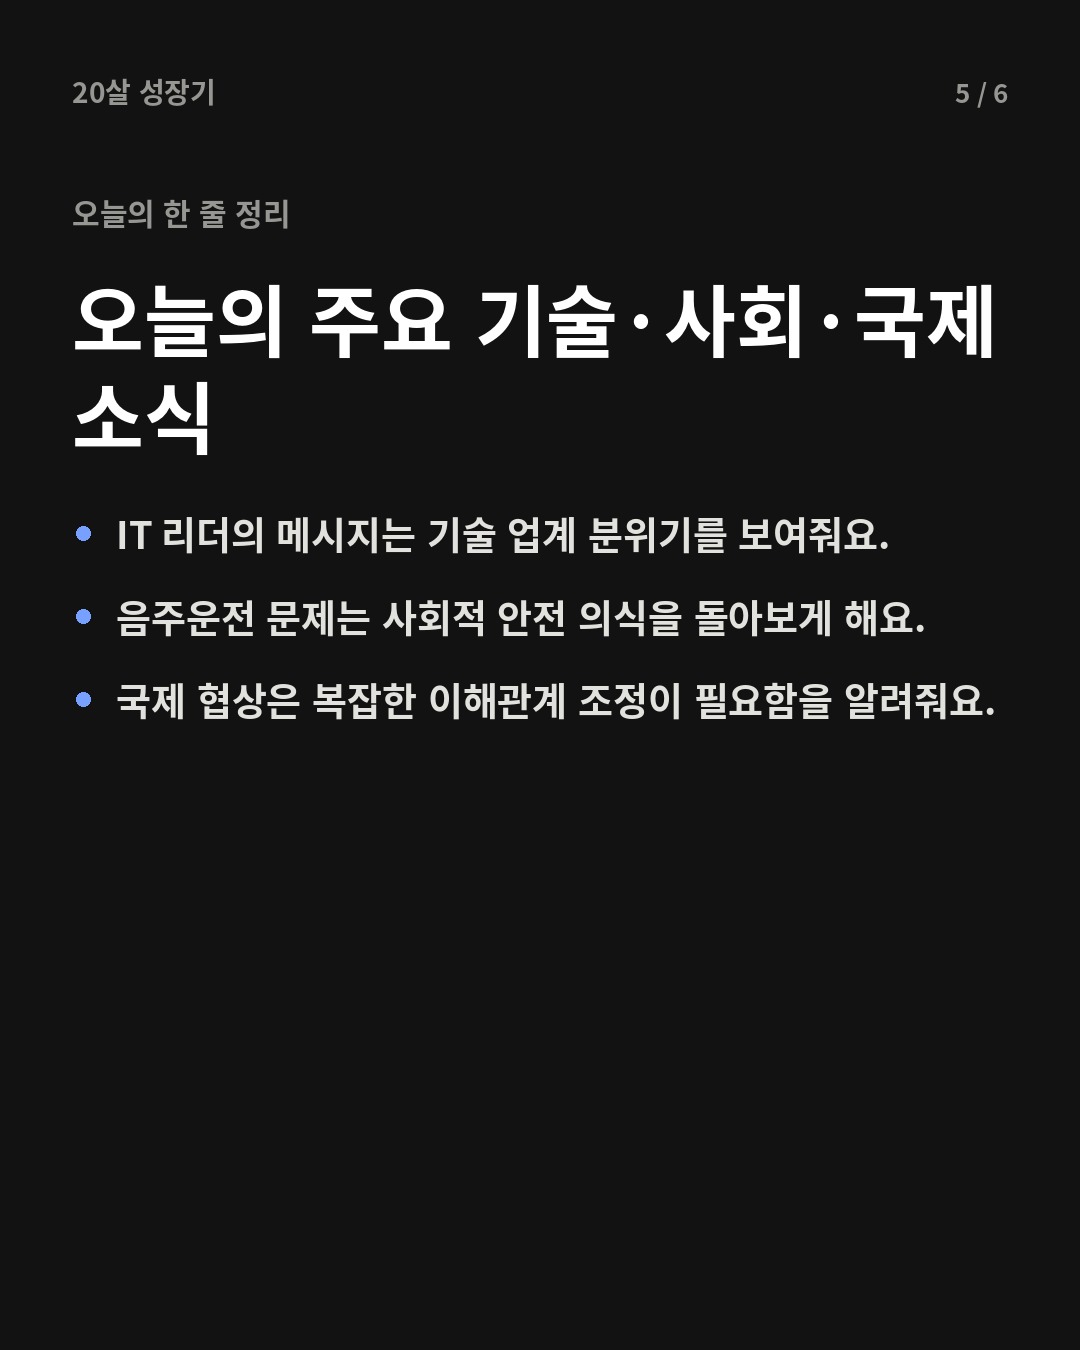 20살 성장기
5 / 6
오늘의 한 줄 정리
오늘의 주요 기술·사회·국제
소식
• IT 리더의 메시지는 기술 업계 분위기를 보여줘요.
• 음주운전 문제는 사회적 안전 의식을 돌아보게 해요.
• 국제 협상은 복잡한 이해관계 조정이 필요함을 알려줘요.